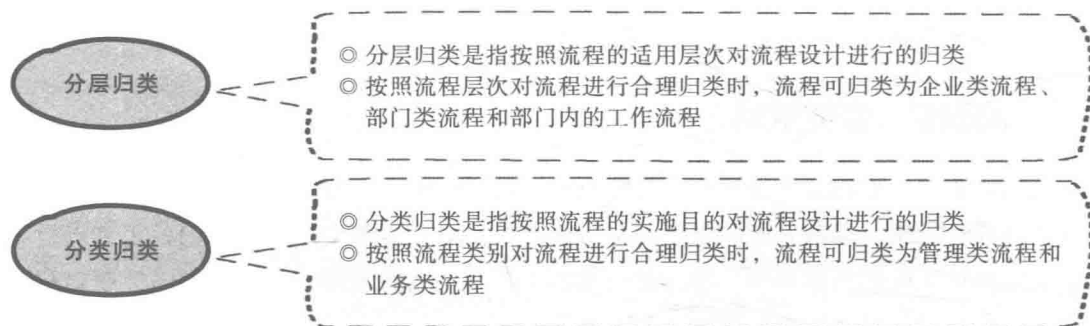 分层归类
◎ 分层归类是指按照流程的适用层次对流程设计进行的归类
◎ 按照流程层次对流程进行合理归类时，流程可归类为企业类流程、
部门类流程和部门内的工作流程
分类归类
◎ 分类归类是指按照流程的实施目的对流程设计进行的归类
◎ 按照流程类别对流程进行合理归类时，流程可归类为管理类流程和
业务类流程